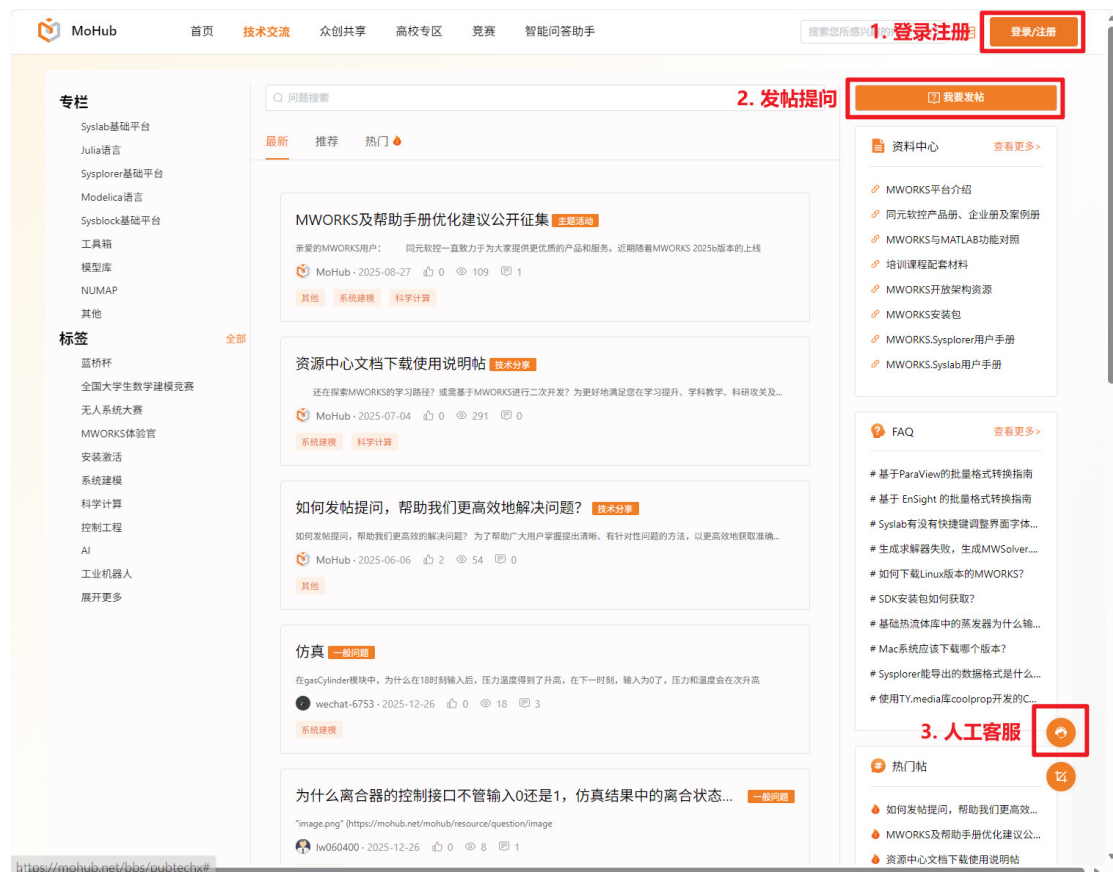 MoHub
首页
技术交流
众创共享
高校专区
竞赛
智能问答助手
搜索您所感兴
1. 登录注册
登录/注册
专栏
Syslab基础平台
Julia语言
Sysplorer基础平台
Modelica语言
Sysblock基础平台
工具箱
模型库
NUMAP
其他
标签
全部
蓝桥杯
全国大学生数学建模竞赛
无人系统大赛
MWORKS体验官
安装激活
系统建模
科学计算
控制工程
AI
工业机器人
展开更多
问题搜索
2. 发帖提问
我要发帖
最新
推荐
热门
MWORKS及帮助手册优化建议公开征集 主题活动
亲爱的MWORKS用户： 同元软控一直致力于为大家提供更优质的产品和服务。近期随着MWORKS 2025b版本的上线
MoHub · 2025-08-27 0 109 1
其他 系统建模 科学计算
资源中心文档下载使用说明帖 技术分享
还在探索MWORKS的学习路径？或需基于MWORKS进行二次开发？为更好地满足您在学习提升、学科教学、科研攻关及...
MoHub · 2025-07-04 0 291 0
系统建模 科学计算
如何发帖提问，帮助我们更高效地解决问题？ 技术分享
如何发帖提问，帮助我们更高效的解决问题？ 为了帮助广大用户掌握提出清晰、有针对性问题的方法，以更高效地获取准确...
MoHub · 2025-06-06 2 54 0
其他
仿真 一般问题
在gasCylinder模块中，为什么在18时刻输入后，压力温度得到了升高，在下一时刻，输入为0了，压力和温度会在次升高
wechat-6753 · 2025-12-26 0 18 3
系统建模
为什么离合器的控制接口不管输入0还是1，仿真结果中的离合状态... 一般问题
"image.png" (https://mohub.net/mohub/resource/question/image
lw060400 · 2025-12-26 0 8 1
资料中心
查看更多>
MWORKS平台介绍
同元软控产品册、企业册及案例册
MWORKS与MATLAB功能对照
培训课程配套材料
MWORKS开放架构资源
MWORKS安装包
MWORKS.Sysplorer用户手册
MWORKS.Syslab用户手册
FAQ
查看更多>
# 基于ParaView的批量格式转换指南
# 基于 EnSight 的批量格式转换指南
# Syslab有没有快捷键调整界面字体...
# 生成求解器失败，生成MWSolver....
# 如何下载Linux版本的MWORKS?
# SDK安装包如何获取?
# 基础热流体库中的蒸发器为什么输...
# Mac系统应该下载哪个版本?
# Sysplorer能导出的数据格式是什么...
# 使用TY.media库coolprop开发的C...
3. 人工客服
热门帖
如何发帖提问，帮助我们更高效...
MWORKS及帮助手册优化建议公...
资源中心文档下载使用说明帖
https://mohub.net/bbs/pubtechx#